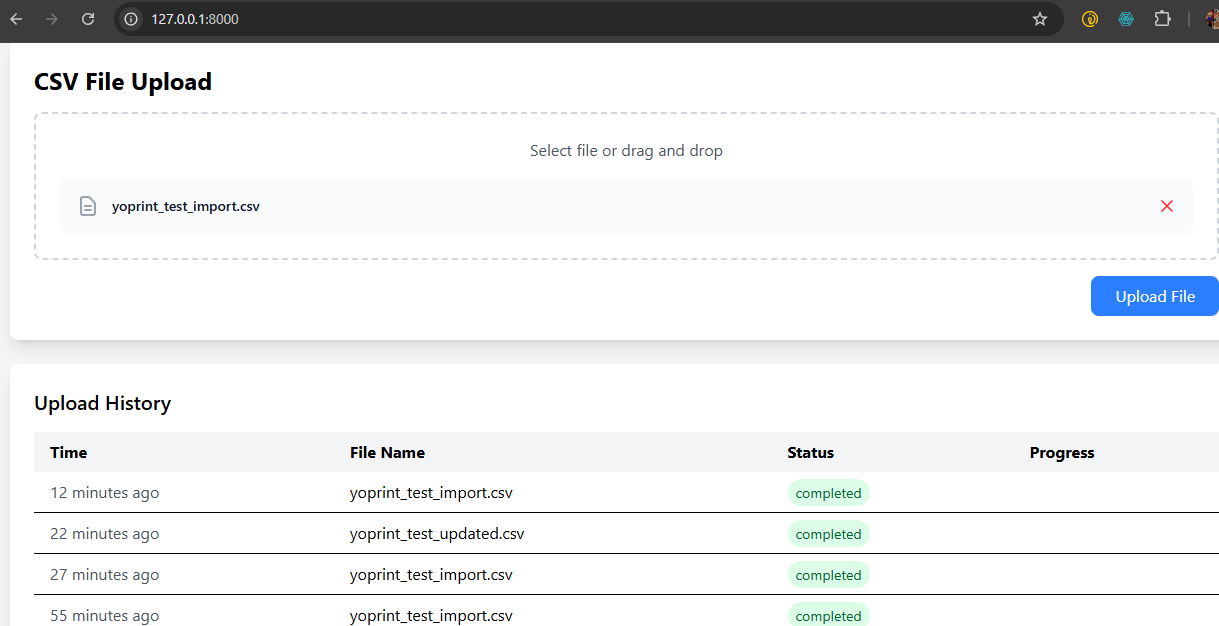 127.0.0.1:8000
CSV File Upload
Select file or drag and drop
yoprint_test_import.csv
Upload File
Upload History
Time File Name Status Progress
12 minutes ago yoprint_test_import.csv completed
22 minutes ago yoprint_test_updated.csv completed
27 minutes ago yoprint_test_import.csv completed
55 minutes ago yoprint_test_import.csv completed